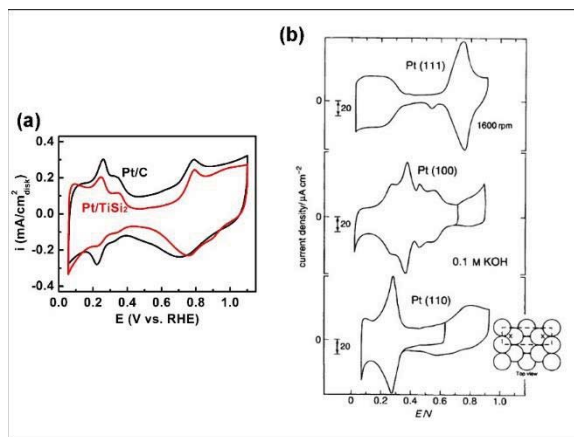 (a)
Pt/C
Pt/TiSi2
i (mA/cm²disk)
0.4
0.2
0.0
-0.2
-0.4
0.0 0.2 0.4 0.6 0.8 1.0
E (V vs. RHE)
(b)
Pt (111)
0
20
1600 rpm
Pt (100)
0
20
0.1 M KOH
current density/μA cm⁻²
Pt (110)
0
20
Top view
0 0.2 0.4 0.6 0.8 1.0
E/V